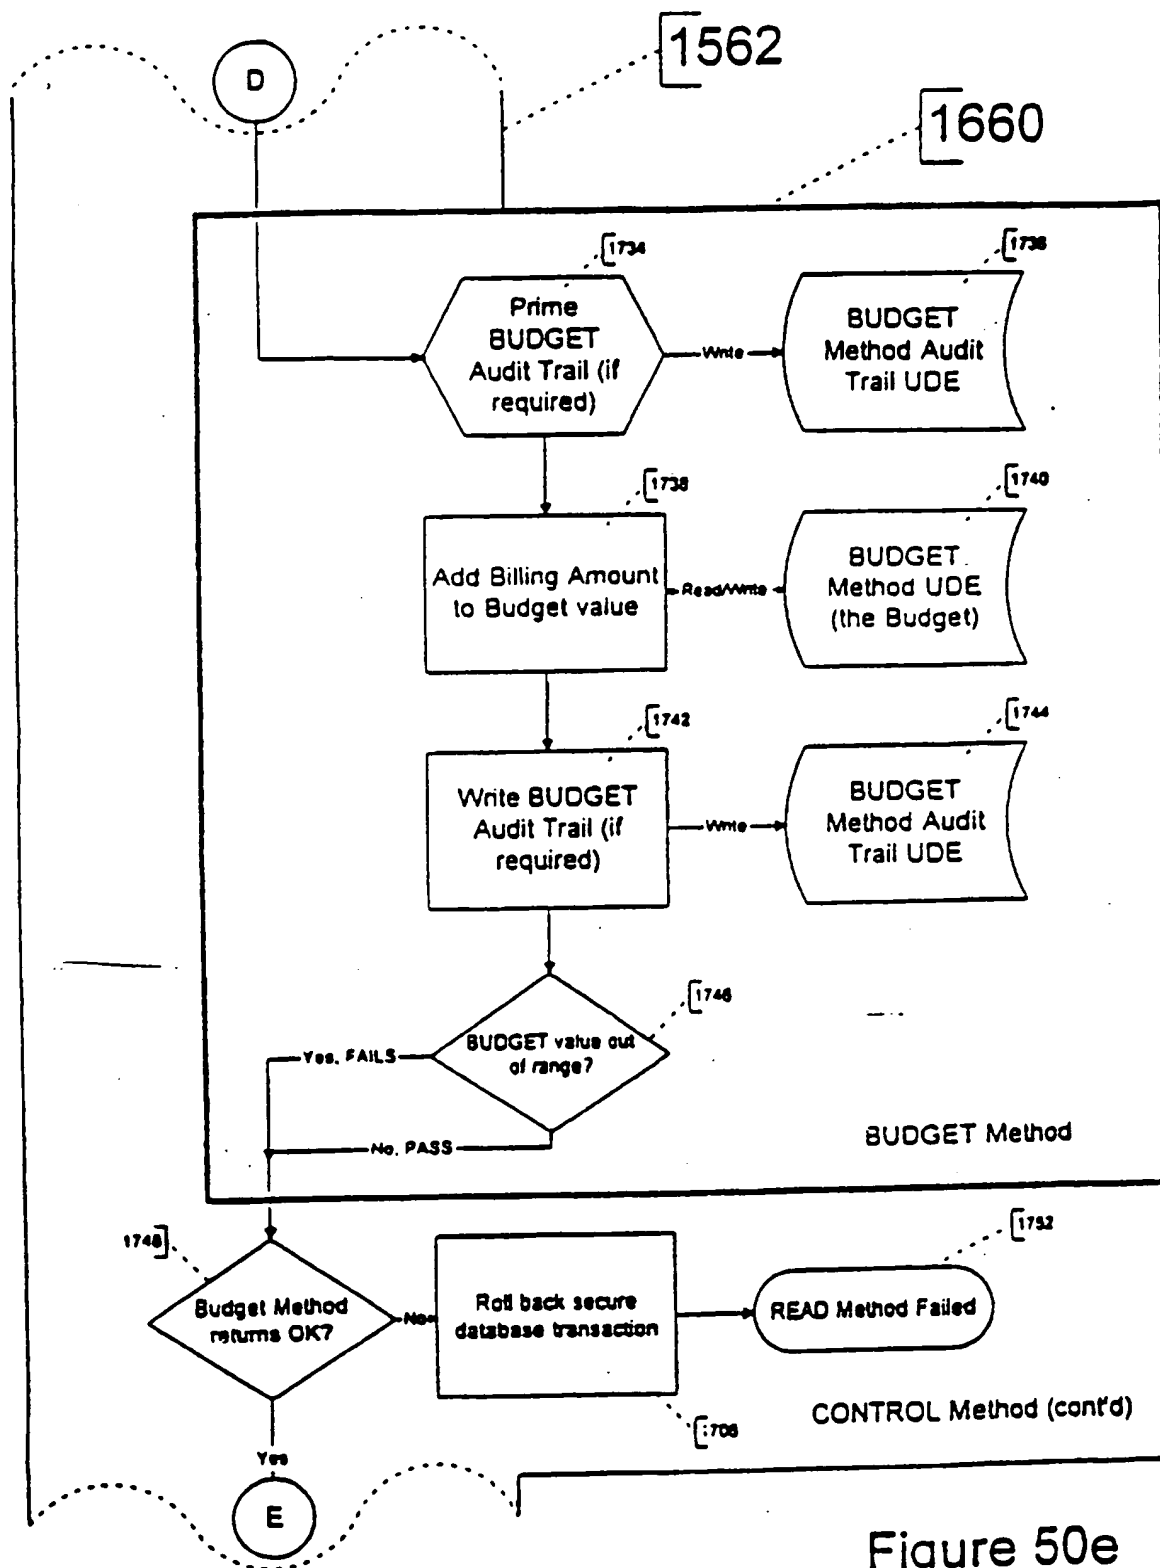 D
1562
1660
1734
Prime
BUDGET
Audit Trail (if
required)
Write
1736
BUDGET
Method Audit
Trail UDE
1738
Add Billing Amount
to Budget value
Read/Write
1740
BUDGET
Method UDE
(the Budget)
1742
Write BUDGET
Audit Trail (if
required)
Write
1744
BUDGET
Method Audit
Trail UDE
1746
BUDGET value out
of range?
Yes, FAILS
No, PASS
BUDGET Method
1748
Budget Method
returns OK?
No
Roll back secure
database transaction
1752
READ Method Failed
CONTROL Method (cont'd)
Yes
E
Figure 50e